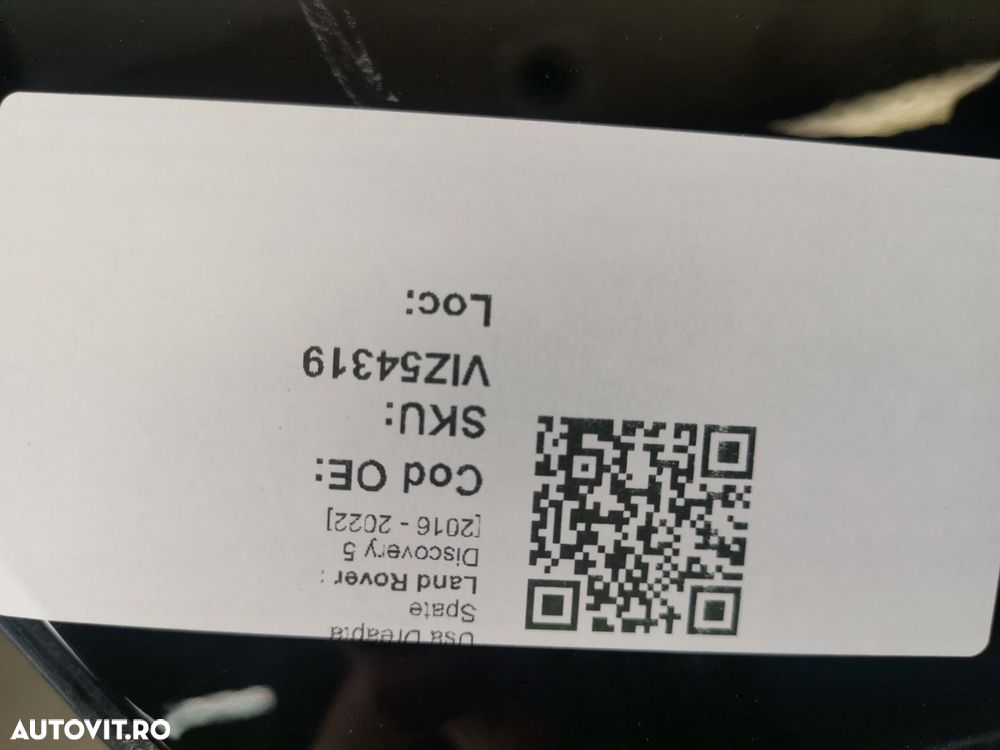 Usa Dreapta
Spate
Land Rover :
Discovery 5
[2016 - 2022]
Cod OE:
SKU:
VIZ54319
Loc:
AUTOVIT.RO